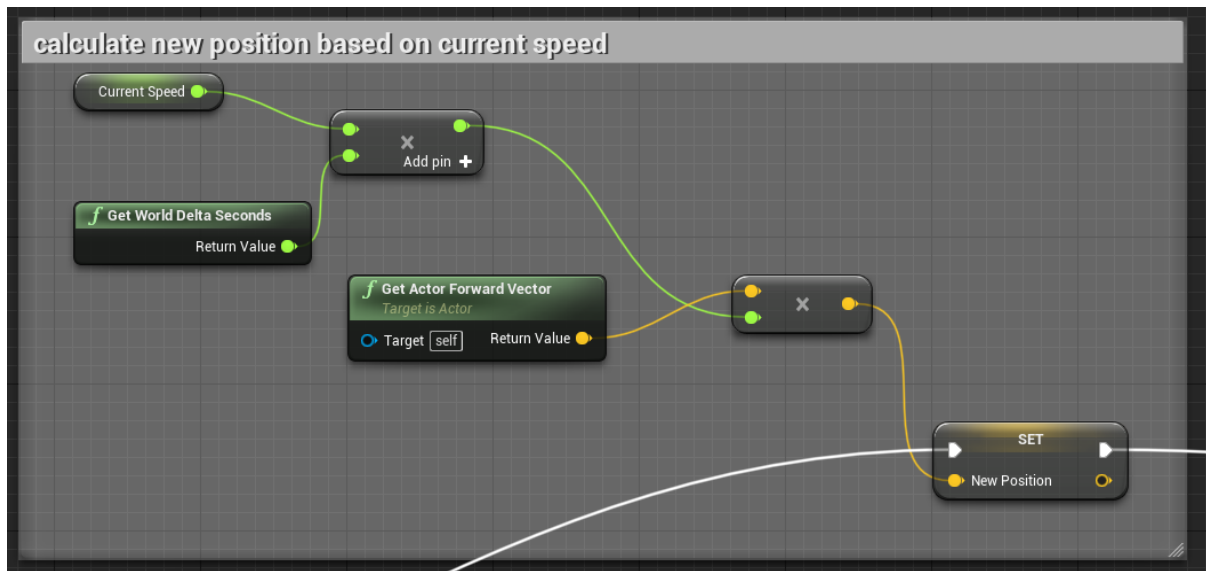 calculate new position based on current speed
Current Speed
×
Add pin
f Get World Delta Seconds
Return Value
f Get Actor Forward Vector
Target is Actor
Target self Return Value
×
SET
New Position